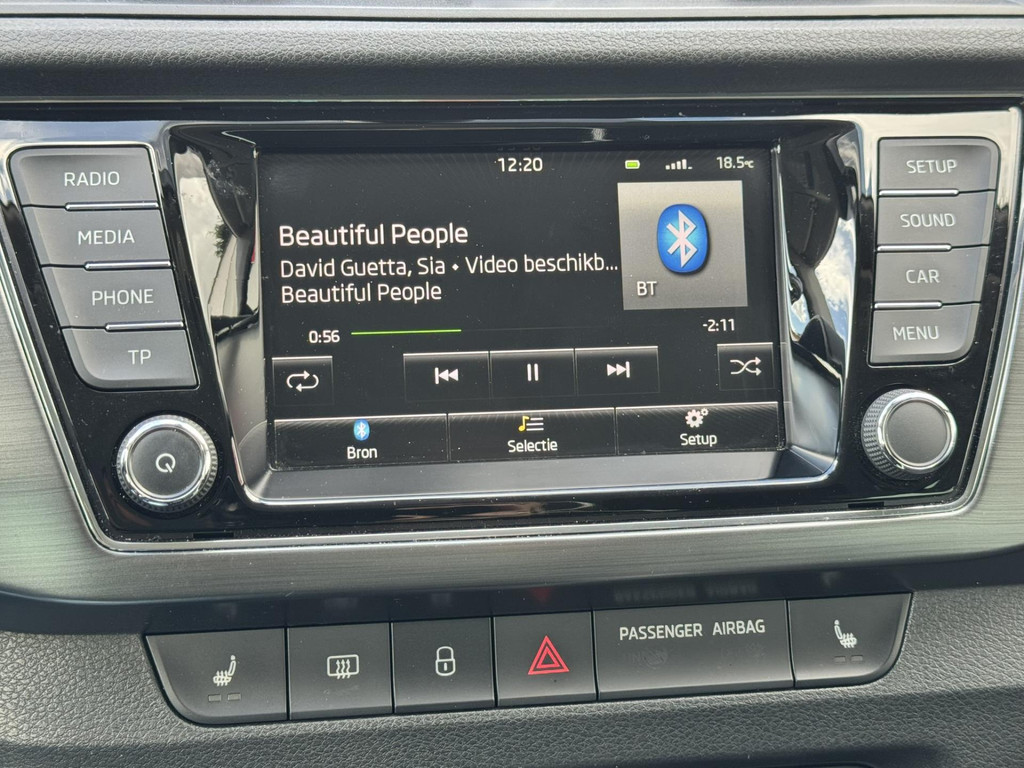 12:20
18.5°C
RADIO
MEDIA
PHONE
TP
Beautiful People
David Guetta, Sia • Video beschikb...
Beautiful People
BT
0:56
-2:11
Bron
Selectie
Setup
SETUP
SOUND
CAR
MENU
PASSENGER AIRBAG